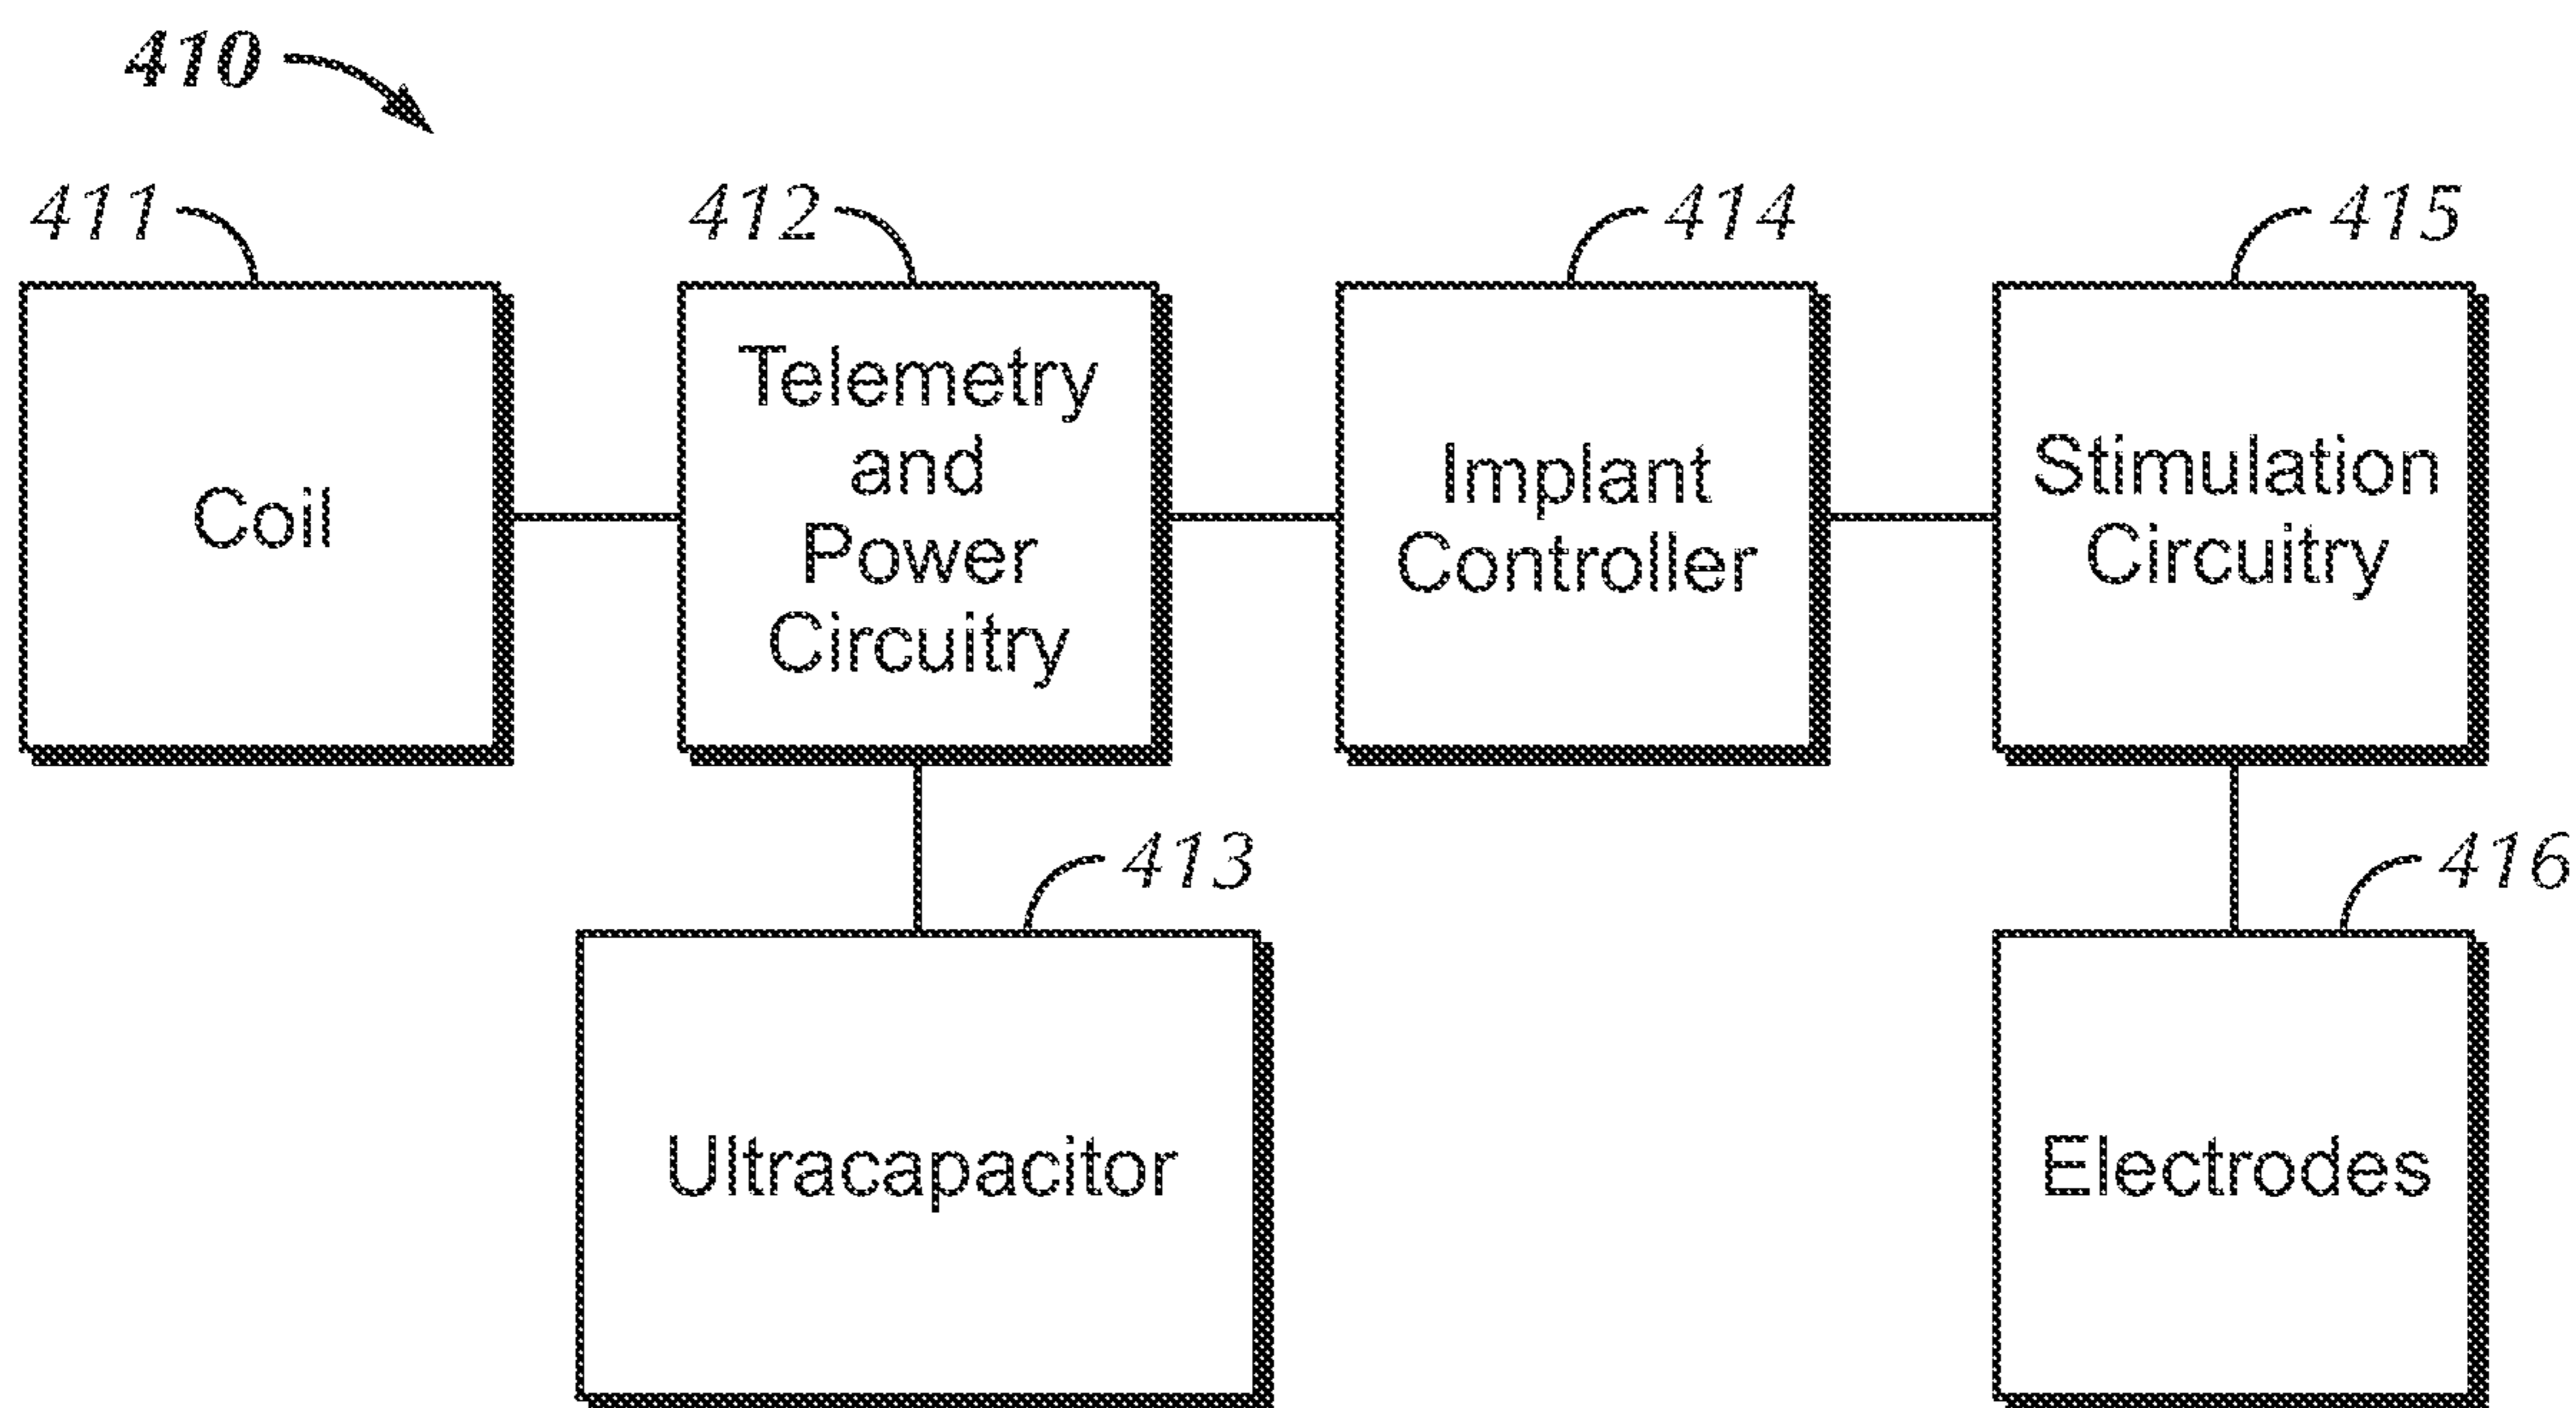 410
411
412
414
415
Coil
Telemetry
and
Power
Circuitry
Implant
Controller
Stimulation
Circuitry
413
416
Ultracapacitor
Electrodes